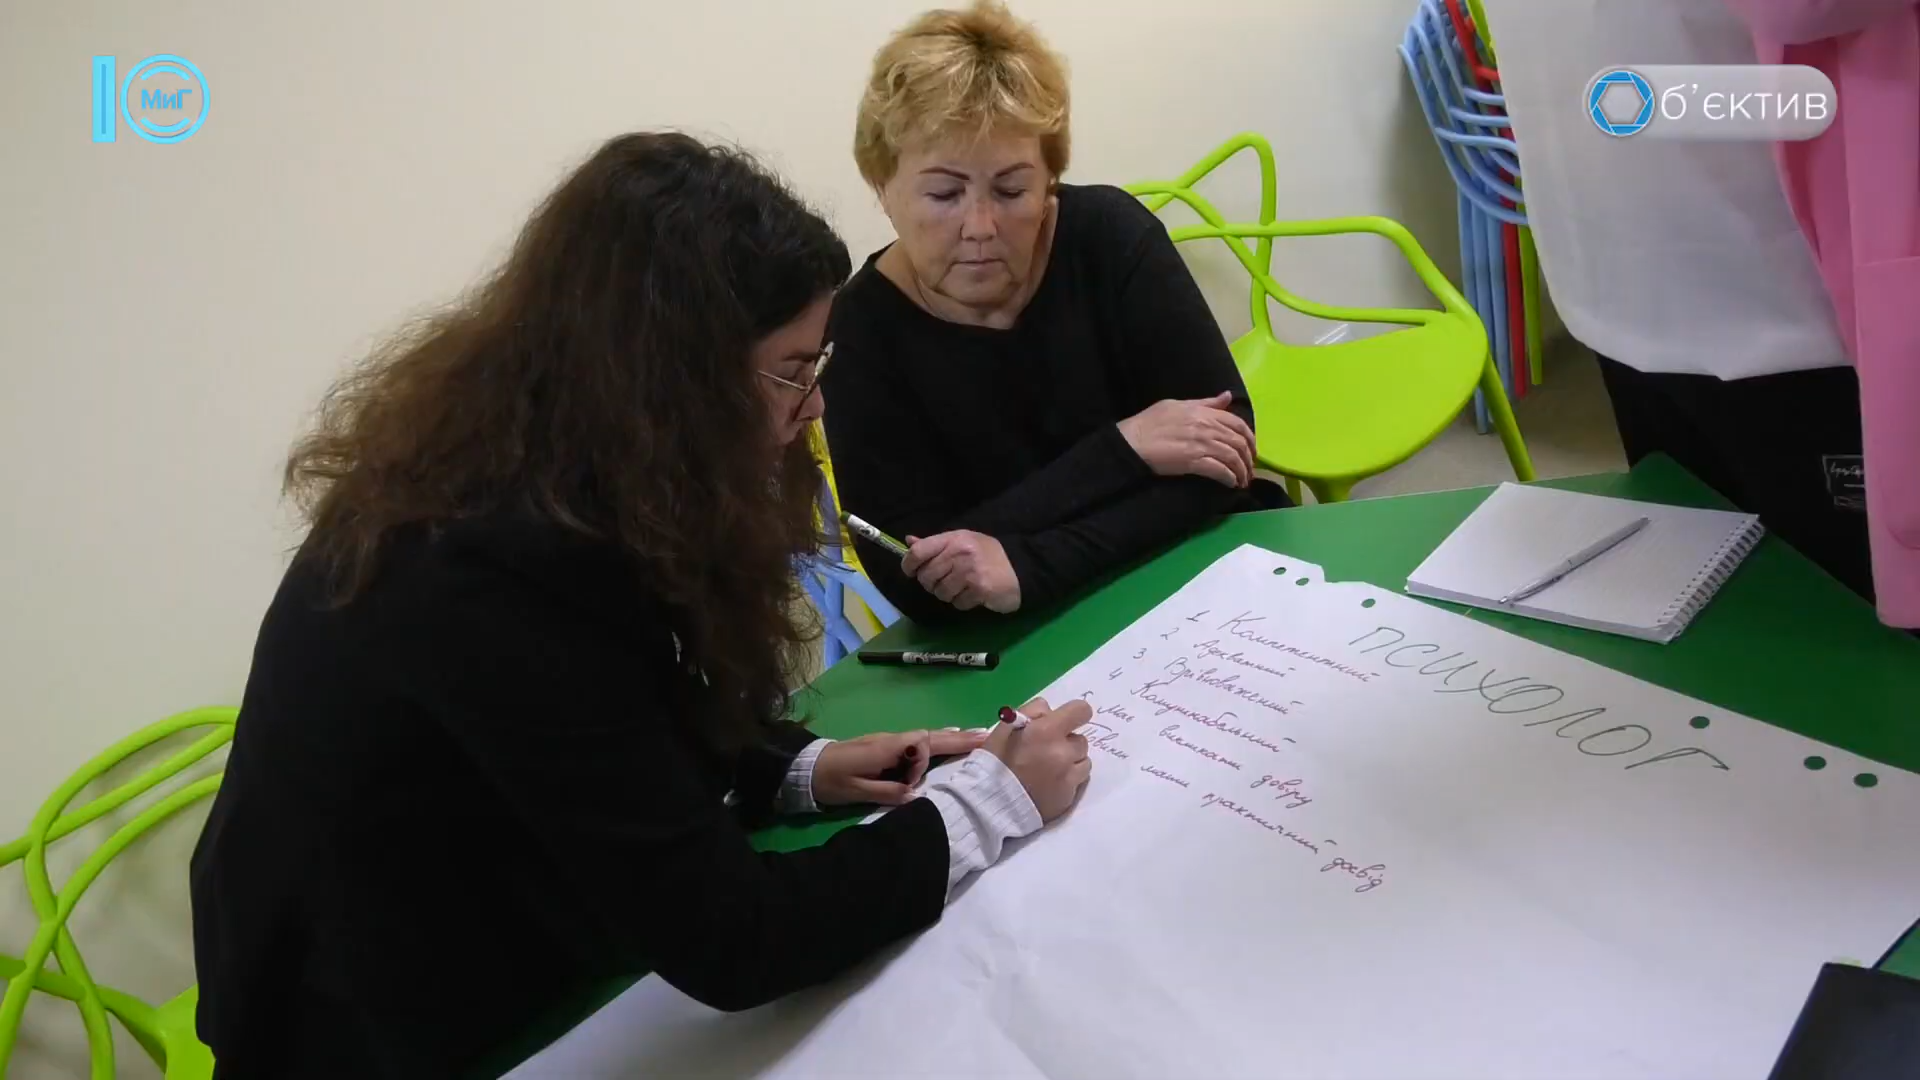 МиГ
Об'єктив
ПСИХОЛОГ
1 Компетентний
2 Адекватний
3 Врівноважений
4 Комунікабельний
5 Має викликати довіру
Повинен мати практичний досвід